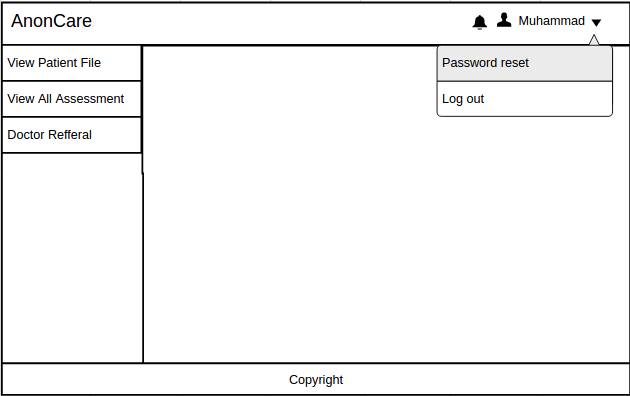 AnonCare
Muhammad
View Patient File
View All Assessment
Doctor Refferal
Password reset
Log out
Copyright